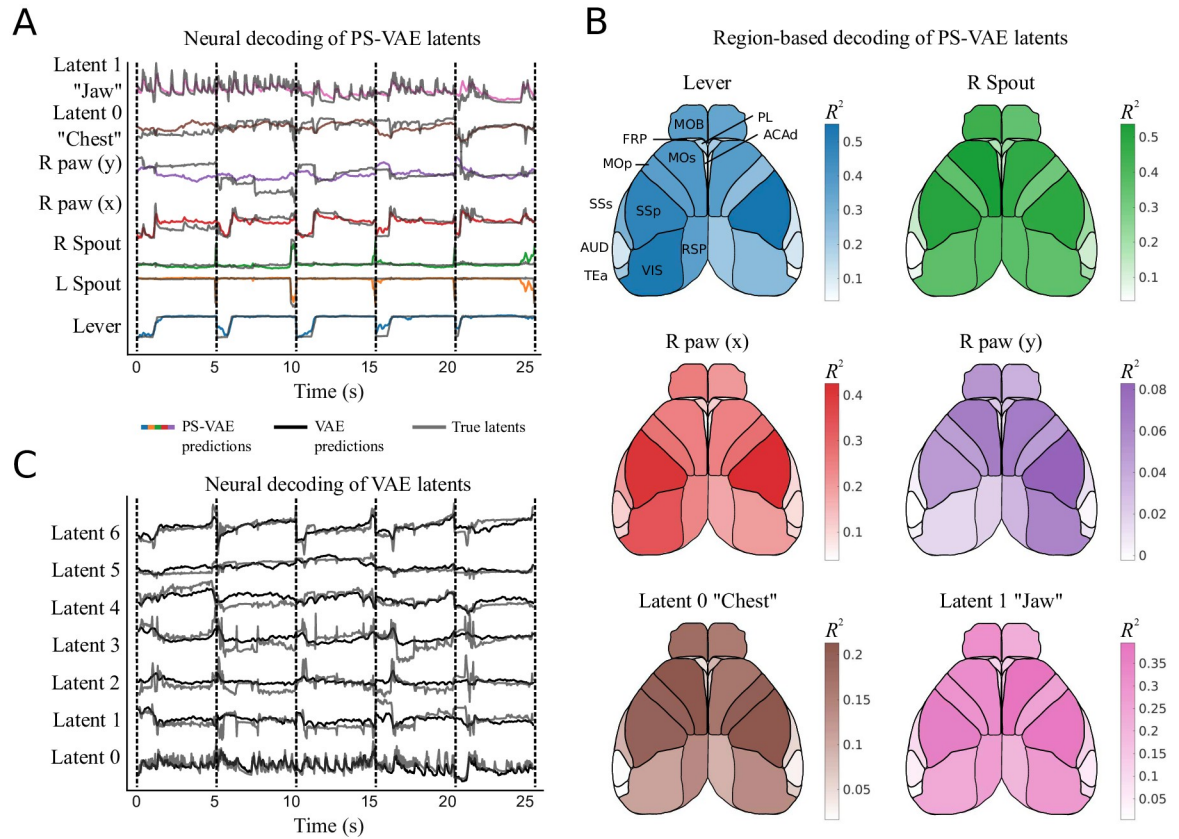 A
Neural decoding of PS-VAE latents
Latent 1
"Jaw"
Latent 0
"Chest"
R paw (y)
R paw (x)
R Spout
L Spout
Lever
0 5 10 15 20 25
Time (s)
PS-VAE predictions
VAE predictions
True latents
C
Neural decoding of VAE latents
Latent 6
Latent 5
Latent 4
Latent 3
Latent 2
Latent 1
Latent 0
0 5 10 15 20 25
Time (s)
B
Region-based decoding of PS-VAE latents
Lever
MOB
FRP
PL
ACAd
MOp
MOs
SSs
SSp
AUD
RSP
TEa
VIS
R²
0.5
0.4
0.3
0.2
0.1
R Spout
R²
0.5
0.4
0.3
0.2
0.1
R paw (x)
R²
0.4
0.3
0.2
0.1
R paw (y)
R²
0.08
0.06
0.04
0.02
0
Latent 0 "Chest"
R²
0.2
0.15
0.1
0.05
Latent 1 "Jaw"
R²
0.35
0.3
0.25
0.2
0.15
0.1
0.05